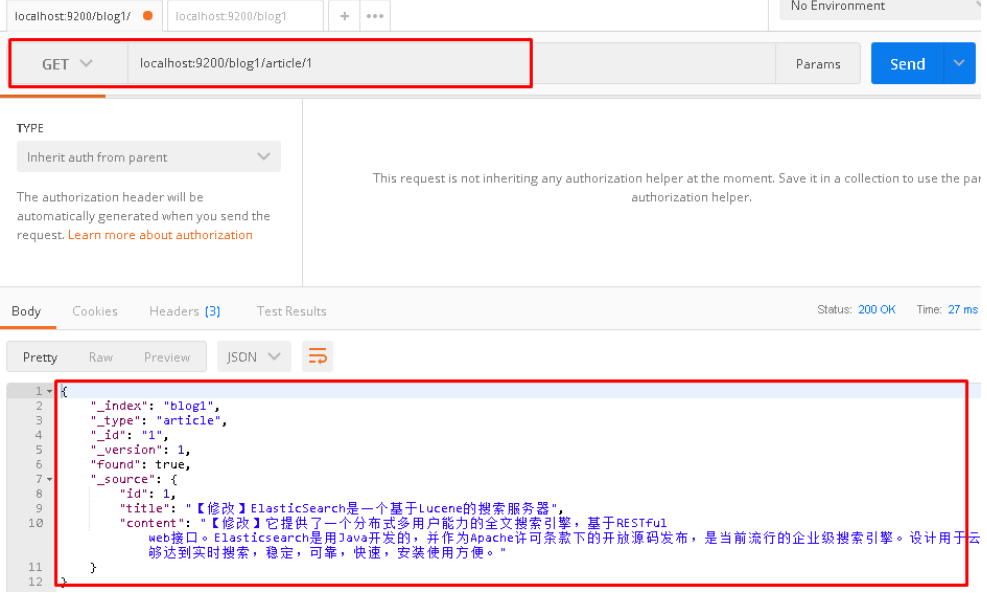 localhost:9200/blog1/ localhost:9200/blog1 + ••• No Environment
GET localhost:9200/blog1/article/1 Params Send
TYPE
Inherit auth from parent
The authorization header will be
automatically generated when you send the
request. Learn more about authorization
This request is not inheriting any authorization helper at the moment. Save it in a collection to use the
authorization helper.
Body Cookies Headers (3) Test Results Status: 200 OK Time: 27 ms
Pretty Raw Preview JSON
1 {
2 "_index": "blog1",
3 "_type": "article",
4 "_id": "1",
5 "_version": 1,
6 "found": true,
7 "_source": {
8 "id": 1,
9 "title": "【修改】ElasticSearch是一个基于Lucene的搜索服务器",
10 "content": "【修改】它提供了一个分布式多用户能力的全文搜索引擎，基于RESTful
web接口。Elasticsearch是用Java开发的，并作为Apache许可条款下的开放源码发布，是当前流行的企业级搜索引擎。设计用于云
够达到实时搜索，稳定，可靠，快速，安装使用方便。"
11 }
12 }